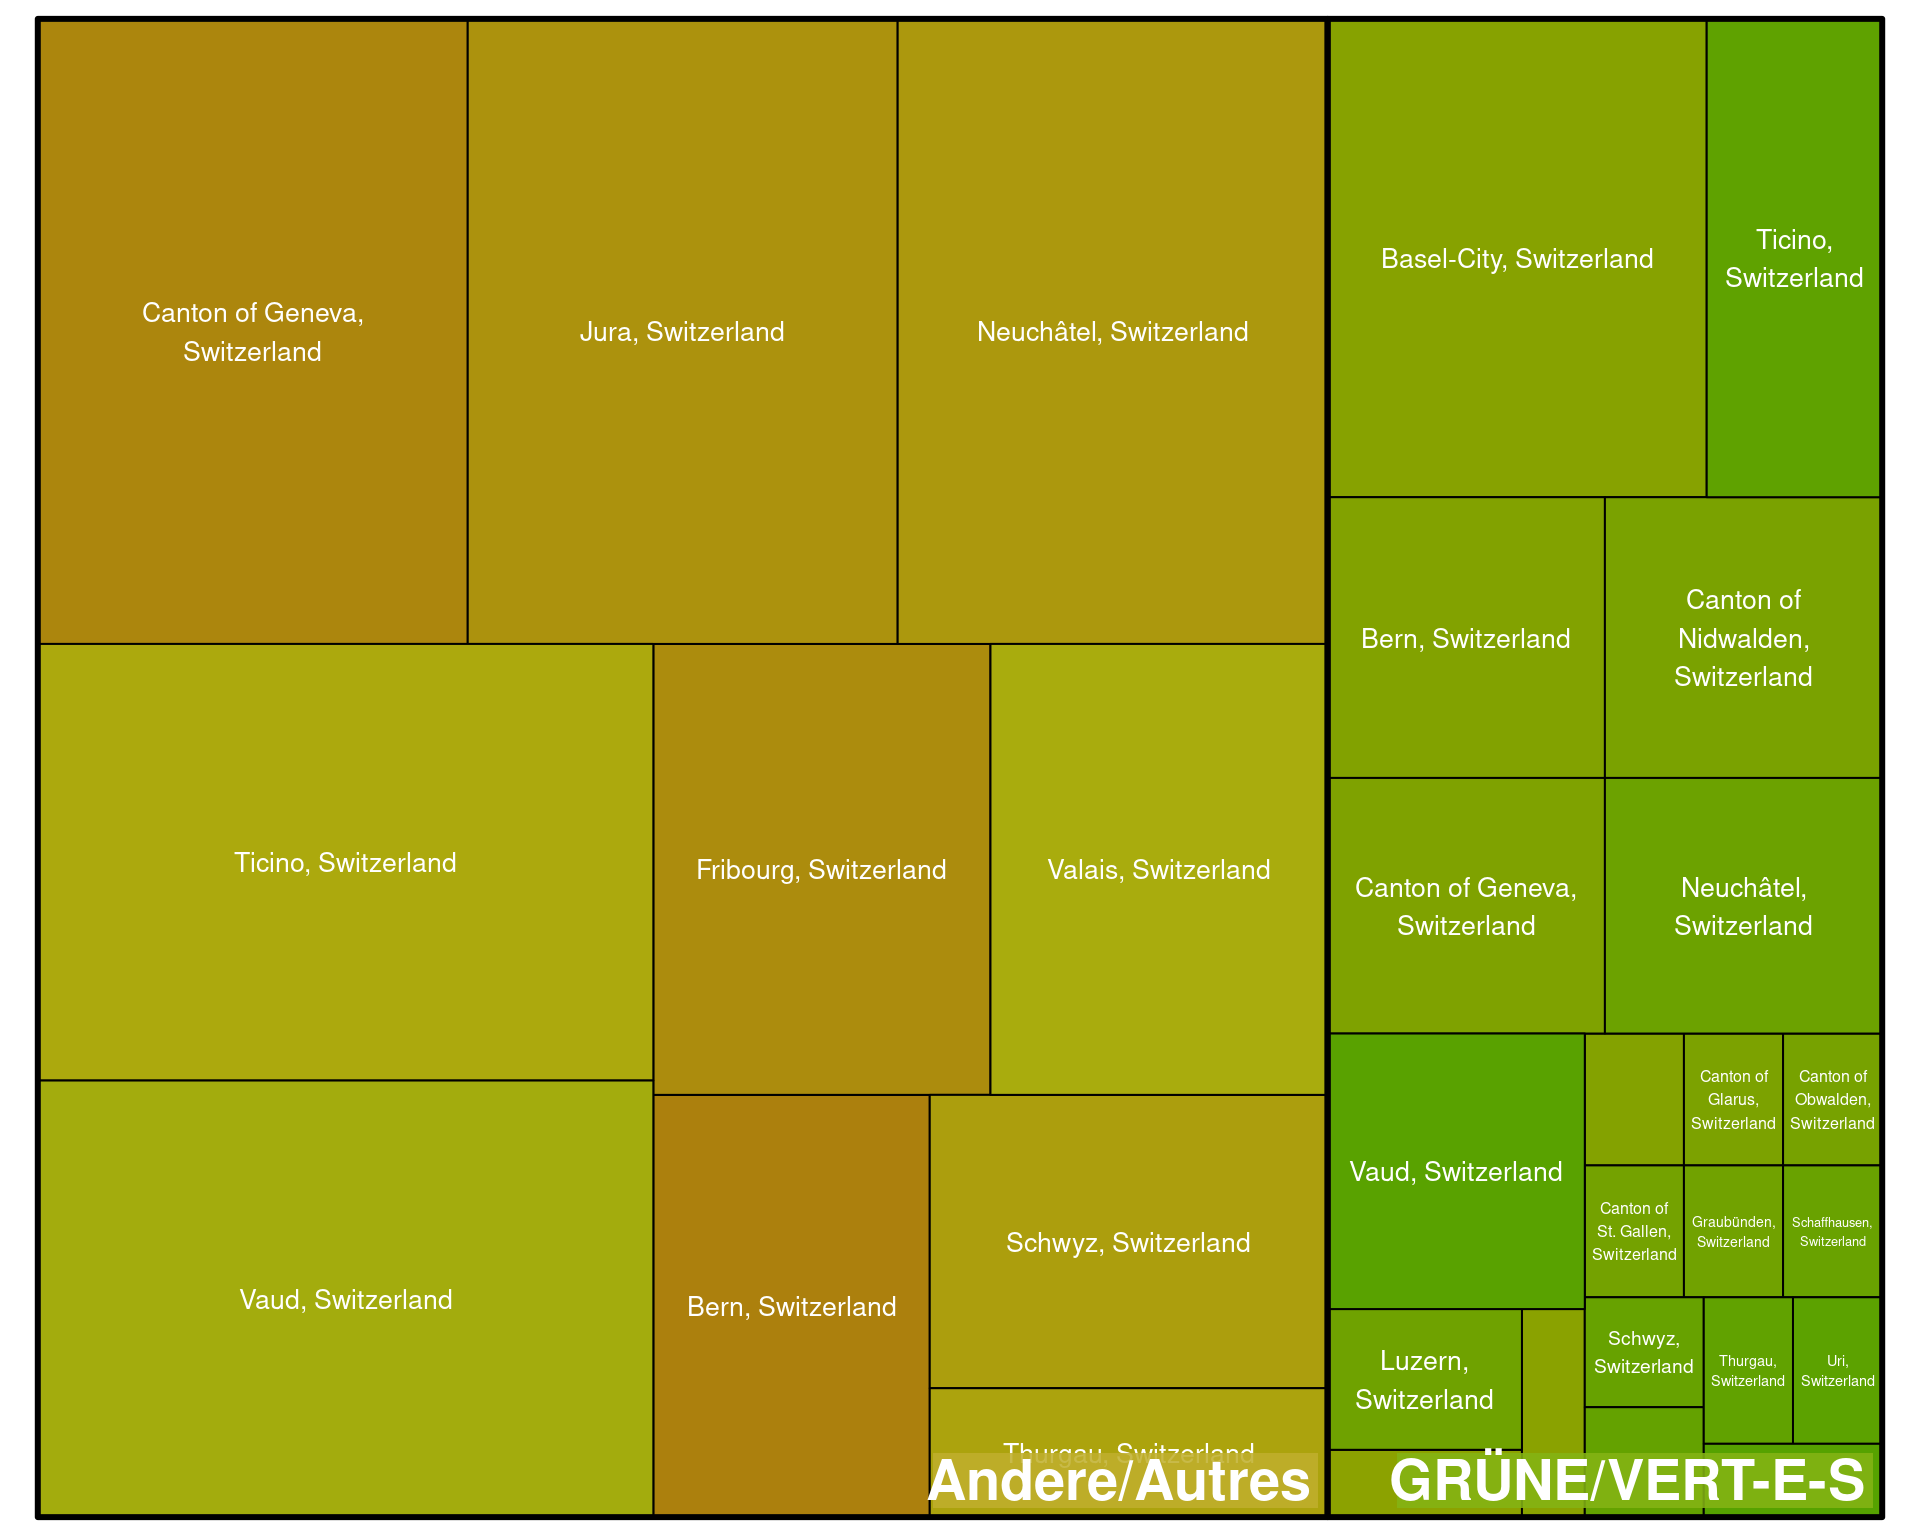 Canton of Geneva,
Switzerland
Jura, Switzerland
Neuchâtel, Switzerland
Ticino, Switzerland
Fribourg, Switzerland
Valais, Switzerland
Vaud, Switzerland
Bern, Switzerland
Schwyz, Switzerland
Thurgau, Switzerland
Andere/Autres
Basel-City, Switzerland
Ticino,
Switzerland
Bern, Switzerland
Canton of
Nidwalden,
Switzerland
Canton of Geneva,
Switzerland
Neuchâtel,
Switzerland
Vaud, Switzerland
Canton of
Glarus,
Switzerland
Canton of
Obwalden,
Switzerland
Canton of
St. Gallen,
Switzerland
Graubünden,
Switzerland
Schaffhausen,
Switzerland
Luzern,
Switzerland
Schwyz,
Switzerland
Thurgau,
Switzerland
Uri,
Switzerland
GRÜNE/VERT-E-S